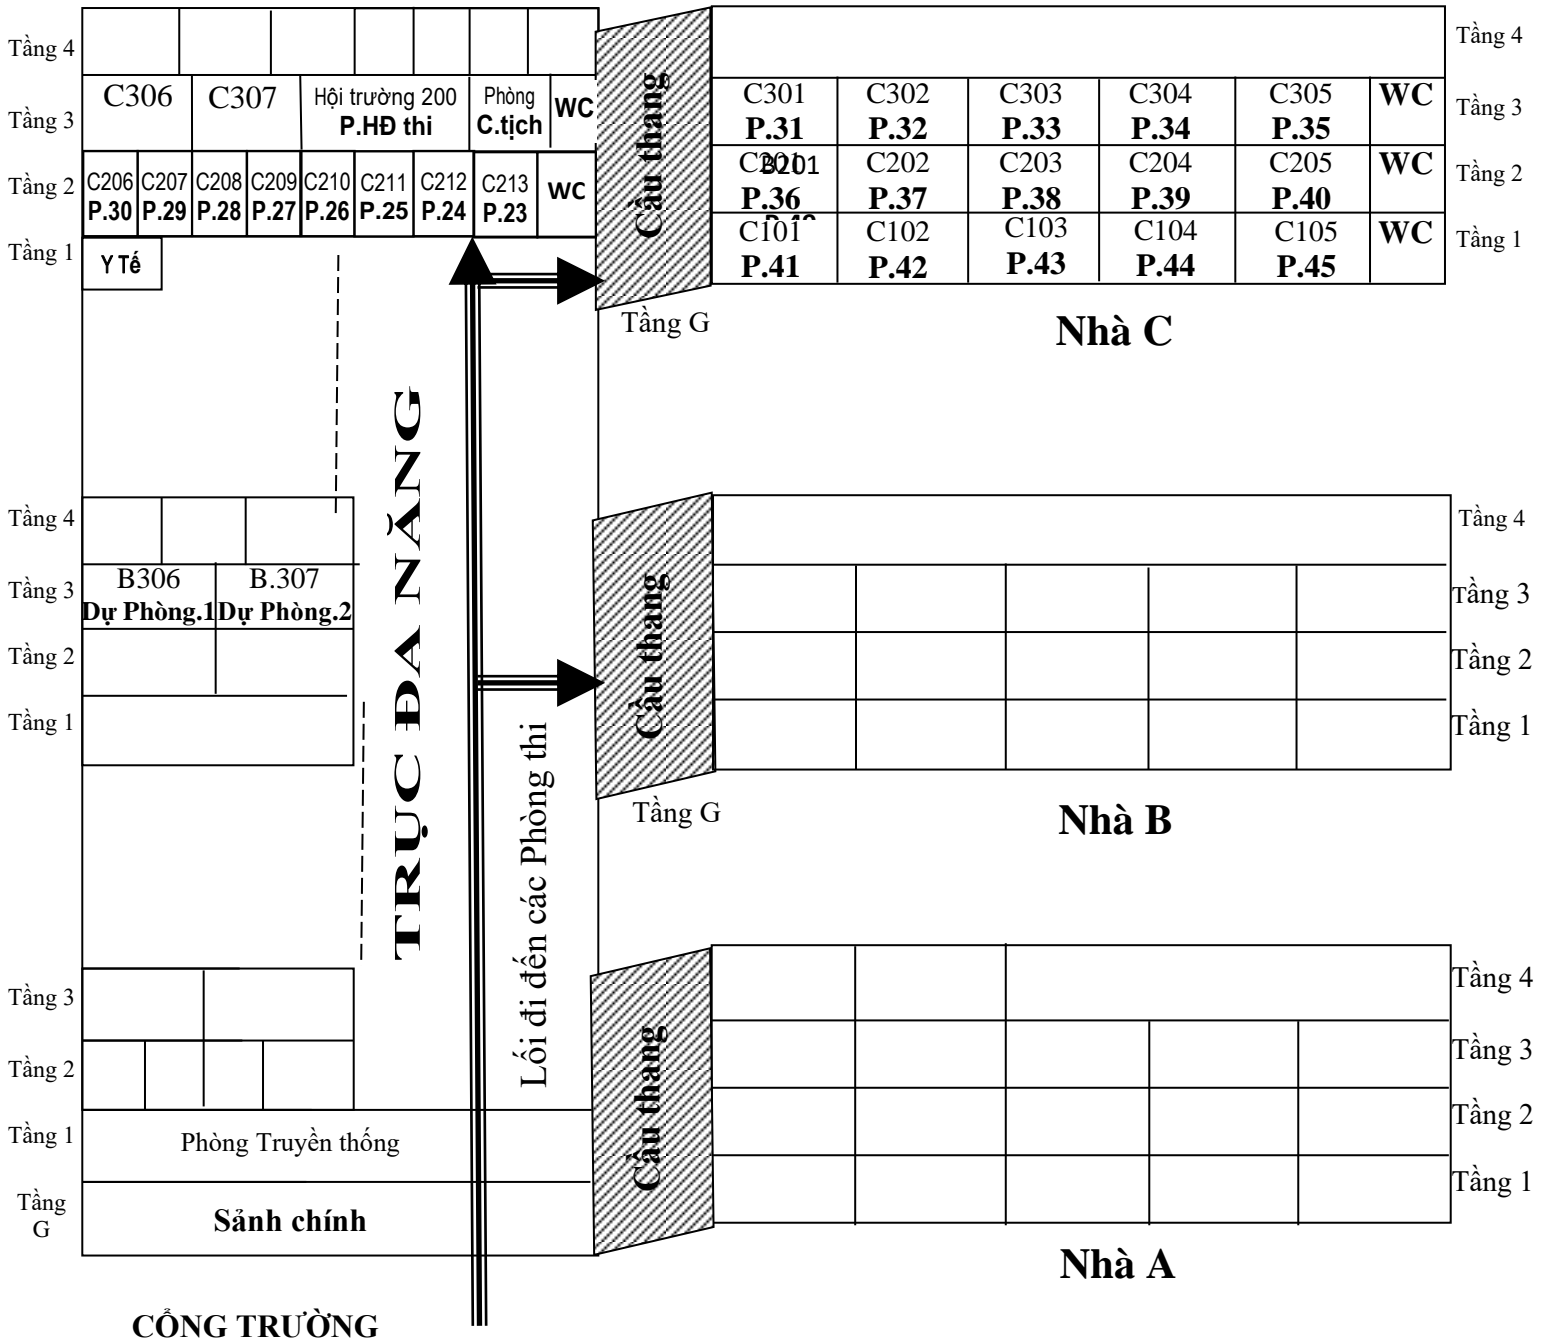 Tầng 4
Tầng 4
C306
C307
Hội trường 200
P.HĐ thi
Phòng
C.tịch
WC
Tầng 3
Cầu thang
C301
P.31
C302
P.32
C303
P.33
C304
P.34
C305
P.35
WC
Tầng 3
Tầng 2
C206
P.30
C207
P.29
C208
P.28
C209
P.27
C210
P.26
C211
P.25
C212
P.24
C213
P.23
WC
C201
B201
P.36
C202
P.37
C203
P.38
C204
P.39
C205
P.40
WC
Tầng 2
Tầng 1
Y Tế
C101
P.41
C102
P.42
C103
P.43
C104
P.44
C105
P.45
WC
Tầng 1
Tầng G
Nhà C
TRỤC ĐA NĂNG
Tầng 4
Tầng 4
Tầng 3
B306
Dự Phòng.1
B.307
Dự Phòng.2
Cầu thang
Tầng 3
Tầng 2
Tầng 2
Tầng 1
Tầng 1
Lối đi đến các Phòng thi
Tầng G
Nhà B
Tầng 4
Tầng 3
Cầu thang
Tầng 3
Tầng 2
Tầng 2
Tầng 1
Phòng Truyền thống
Tầng 1
Tầng
G
Sảnh chính
Nhà A
CỔNG TRƯỜNG